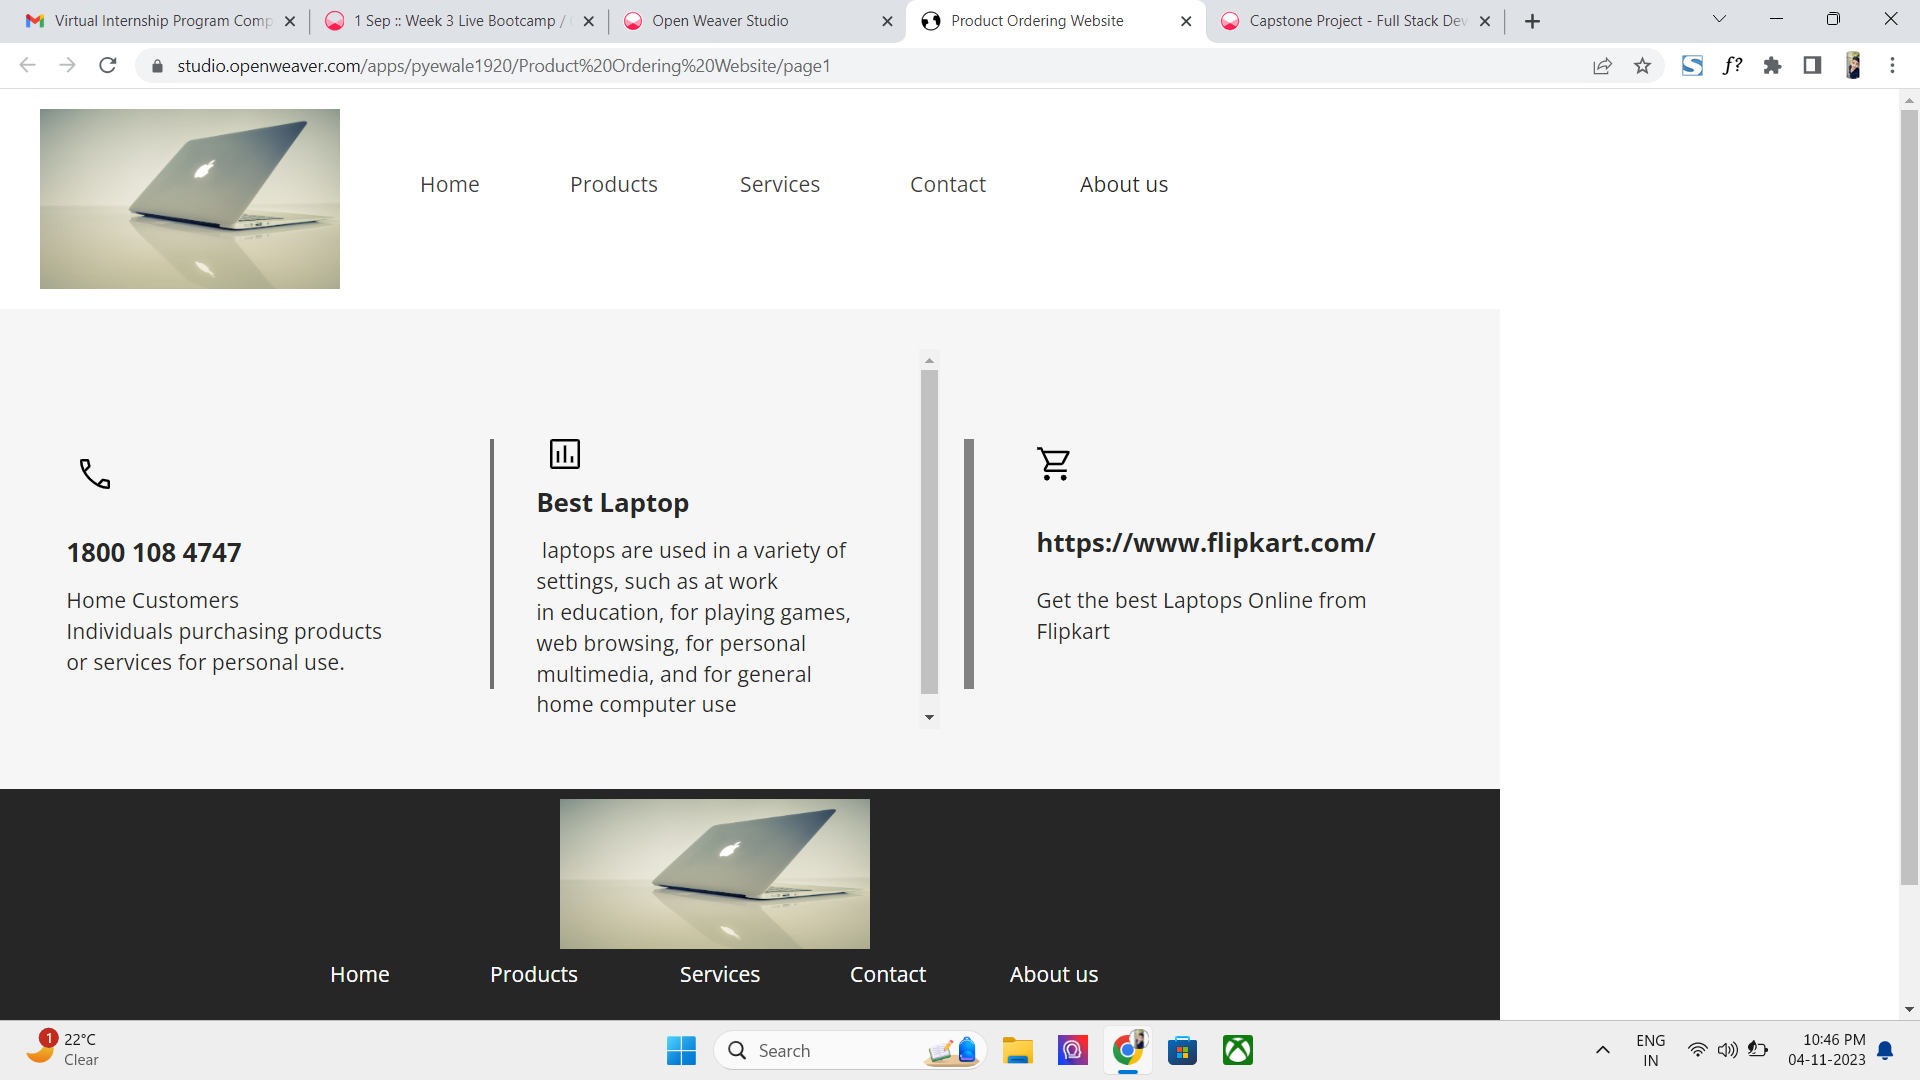 Virtual Internship Program Comp
1 Sep :: Week 3 Live Bootcamp /
Open Weaver Studio
Product Ordering Website
Capstone Project - Full Stack Dev
studio.openweaver.com/apps/pyewale1920/Product%20Ordering%20Website/page1
f?
Home Products Services Contact About us
1800 108 4747
Home Customers
Individuals purchasing products
or services for personal use.
Best Laptop
laptops are used in a variety of
settings, such as at work
in education, for playing games,
web browsing, for personal
multimedia, and for general
home computer use
https://www.flipkart.com/
Get the best Laptops Online from
Flipkart
Home Products Services Contact About us
1
22°C
Clear
Search
ENG
IN
10:46 PM
04-11-2023